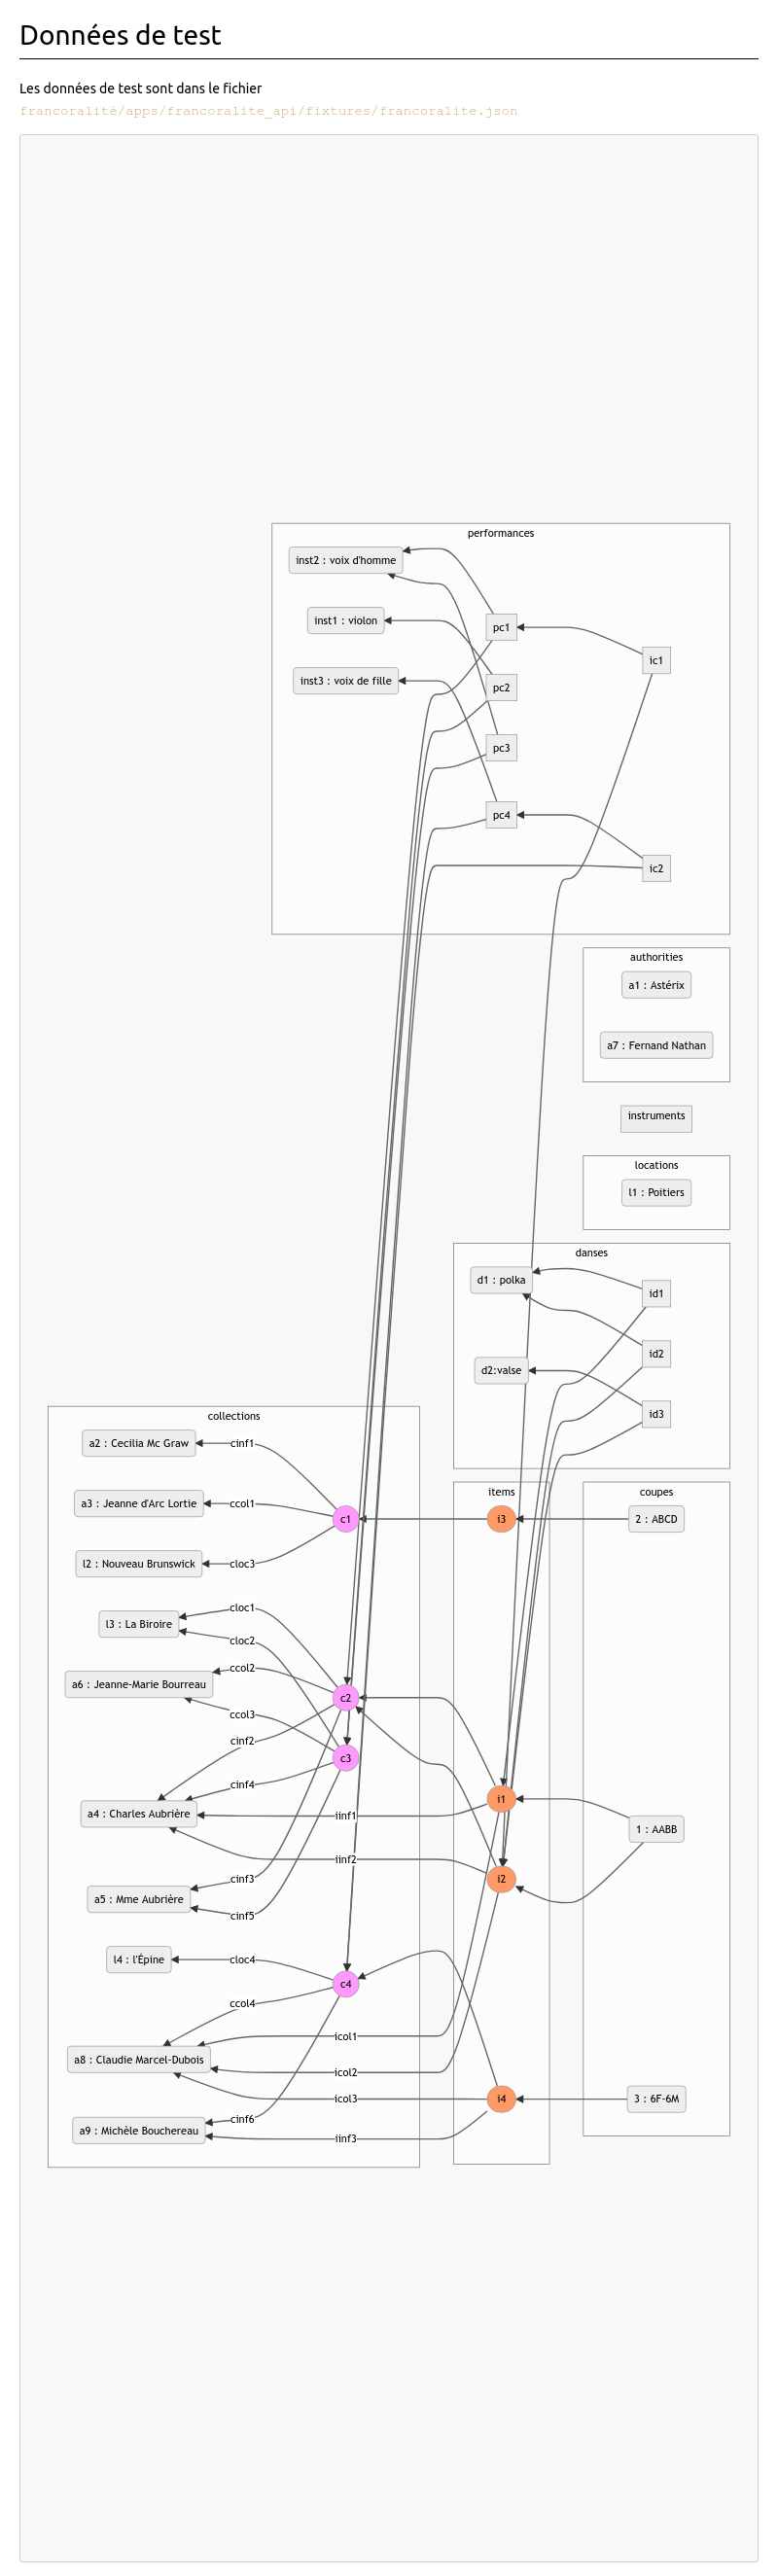 Données de test
Les données de test sont dans le fichier
francoralité/apps/francoralite_api/fixtures/francoralite.json
performances
inst2 : voix d'homme
inst1 : violon
pc1
ic1
inst3 : voix de fille
pc2
pc3
pc4
ic2
authorities
a1 : Astérix
a7 : Fernand Nathan
instruments
locations
l1 : Poitiers
danses
d1 : polka
id1
id2
d2:valse
id3
collections
a2 : Cecilia Mc Graw
cinf1
items
coupes
a3 : Jeanne d'Arc Lortie
ccol1
c1
i3
2 : ABCD
l2 : Nouveau Brunswick
cloc3
cloc1
l3 : La Biroire
cloc2
ccol2
a6 : Jeanne-Marie Bourreau
c2
ccol3
cinf2
c3
cinf4
i1
a4 : Charles Aubrière
iinf1
1 : AABB
iinf2
cinf3
i2
a5 : Mme Aubrière
cinf5
l4 : l'Épine
cloc4
c4
ccol4
icol1
a8 : Claudie Marcel-Dubois
icol2
icol3
i4
3 : 6F-6M
cinf6
a9 : Michèle Bouchereau
iinf3